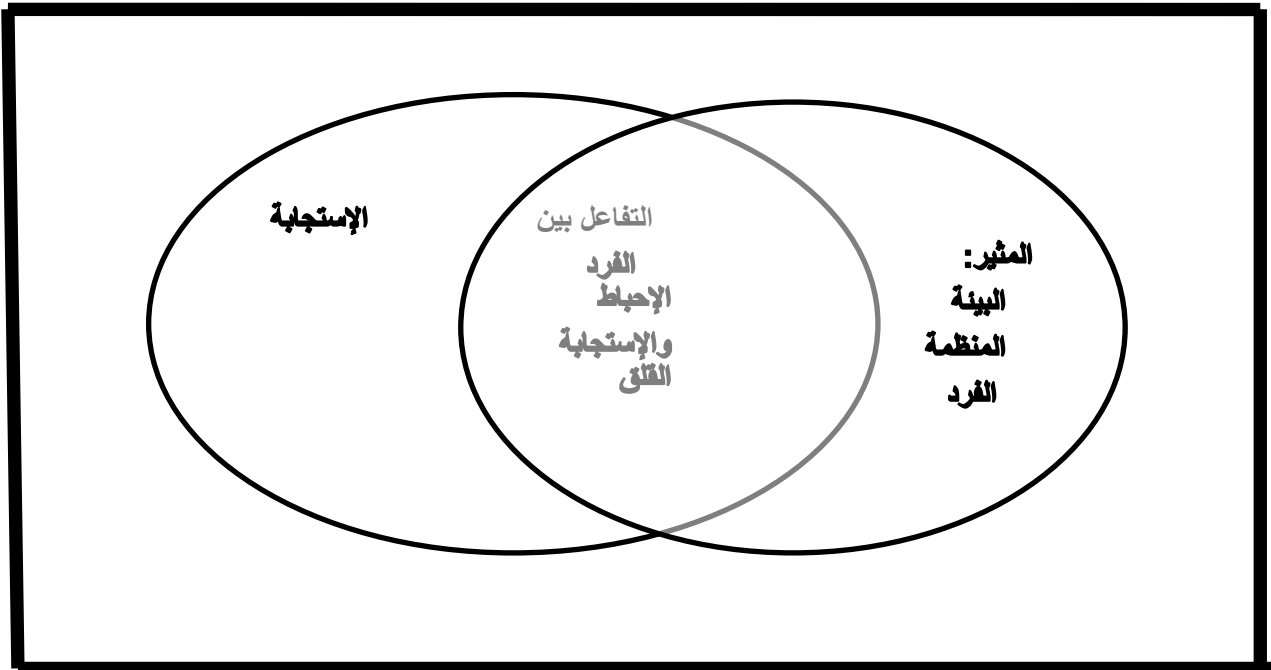 المثير:
البيئة
المنظمة
الفرد
التفاعل بين
الفرد
الإحباط
والإستجابة
القلق
الإستجابة